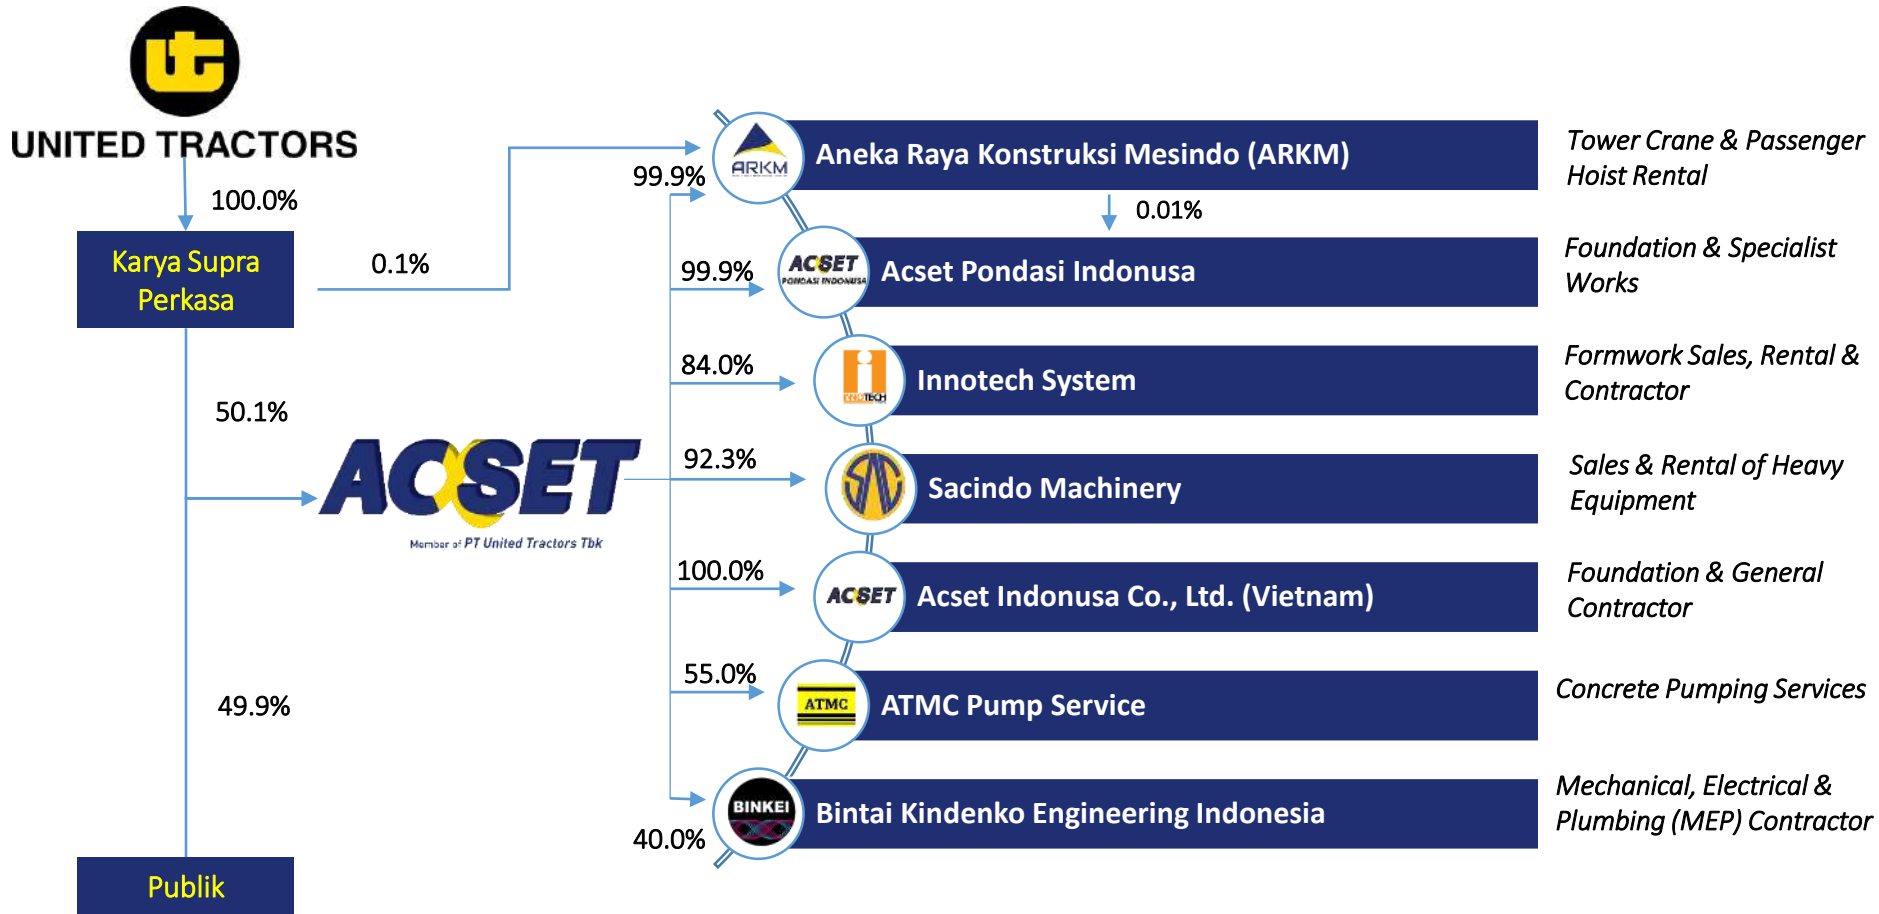 UNITED TRACTORS
100.0%
Karya Supra
Perkasa
0.1%
50.1%
49.9%
Publik
ACSET
Member of PT United Tractors Tbk
99.9%
ARKM
Aneka Raya Konstruksi Mesindo (ARKM)
Tower Crane & Passenger
Hoist Rental
0.01%
99.9%
ACSET
PONDASI INDONUSA
Acset Pondasi Indonusa
Foundation & Specialist
Works
84.0%
INNOTECH
Innotech System
Formwork Sales, Rental &
Contractor
92.3%
Sacindo Machinery
Sales & Rental of Heavy
Equipment
100.0%
ACSET
Acset Indonusa Co., Ltd. (Vietnam)
Foundation & General
Contractor
55.0%
ATMC
ATMC Pump Service
Concrete Pumping Services
40.0%
BINKEI
Bintai Kindenko Engineering Indonesia
Mechanical, Electrical &
Plumbing (MEP) Contractor